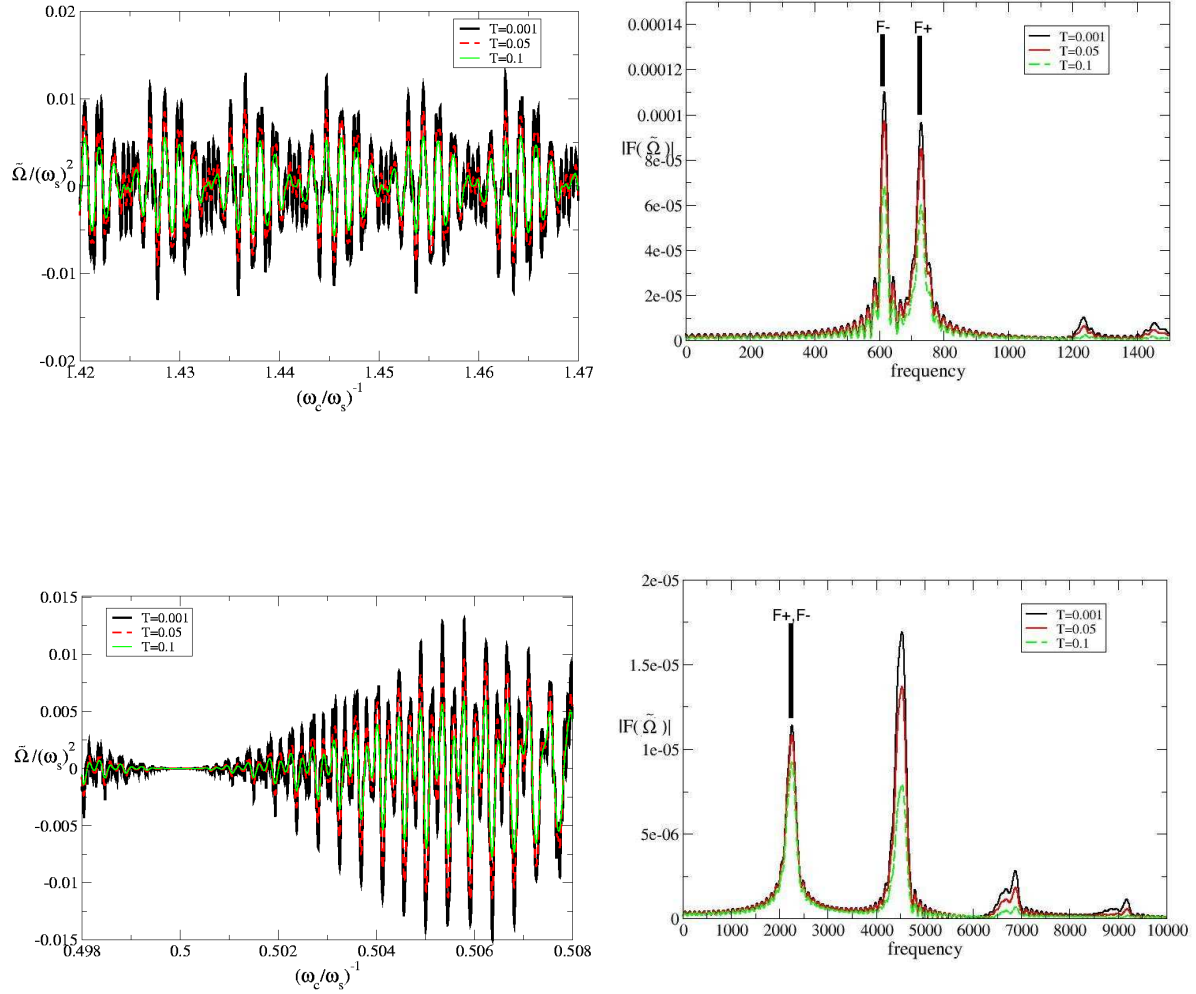 0.02
0.01
0
-0.01
-0.02
Ω̃/(ω_s)^2
T=0.001
T=0.05
T=0.1
1.42 1.43 1.44 1.45 1.46 1.47
(ω_c/ω_s)^-1
0.00014
0.00012
0.0001
8e-05
6e-05
4e-05
2e-05
0
|F(Ω̃)|
F- F+
T=0.001
T=0.05
T=0.1
0 200 400 600 800 1000 1200 1400
frequency
0.015
0.01
0.005
0
-0.005
-0.01
-0.015
Ω̃/(ω_s)^2
T=0.001
T=0.05
T=0.1
0.498 0.5 0.502 0.504 0.506 0.508
(ω_c/ω_s)^-1
2e-05
1.5e-05
1e-05
5e-06
0
|F(Ω̃)|
F+,F-
T=0.001
T=0.05
T=0.1
0 1000 2000 3000 4000 5000 6000 7000 8000 9000 10000
frequency